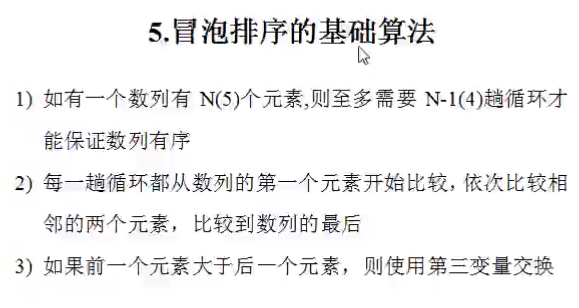 5.冒泡排序的基础算法
1) 如有一个数列有 N(5)个元素,则至多需要 N-1(4)趟循环才
能保证数列有序
2) 每一趟循环都从数列的第一个元素开始比较，依次比较相
邻的两个元素，比较到数列的最后
3) 如果前一个元素大于后一个元素，则使用第三变量交换